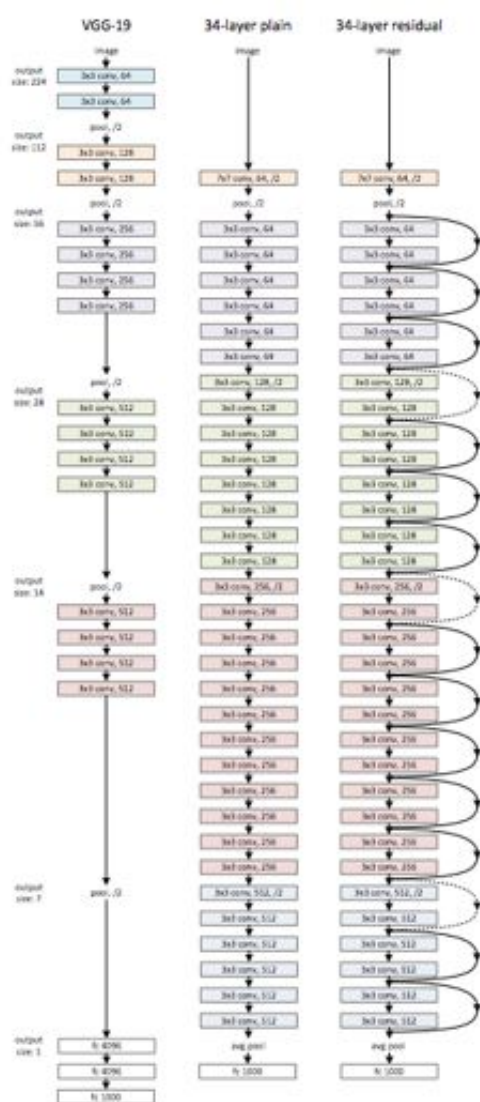 VGG-19
image
output
size: 224
3x3 conv, 64
3x3 conv, 64
pool, /2
output
size: 112
3x3 conv, 128
3x3 conv, 128
pool, /2
output
size: 56
3x3 conv, 256
3x3 conv, 256
3x3 conv, 256
3x3 conv, 256
pool, /2
output
size: 28
3x3 conv, 512
3x3 conv, 512
3x3 conv, 512
3x3 conv, 512
pool, /2
output
size: 14
3x3 conv, 512
3x3 conv, 512
3x3 conv, 512
3x3 conv, 512
pool, /2
output
size: 7
output
size: 1
fc 4096
fc 4096
fc 1000
34-layer plain
image
7x7 conv, 64, /2
pool, /2
3x3 conv, 64
3x3 conv, 64
3x3 conv, 64
3x3 conv, 64
3x3 conv, 64
3x3 conv, 64
3x3 conv, 128, /2
3x3 conv, 128
3x3 conv, 128
3x3 conv, 128
3x3 conv, 128
3x3 conv, 128
3x3 conv, 128
3x3 conv, 128
3x3 conv, 256, /2
3x3 conv, 256
3x3 conv, 256
3x3 conv, 256
3x3 conv, 256
3x3 conv, 256
3x3 conv, 256
3x3 conv, 256
3x3 conv, 256
3x3 conv, 256
3x3 conv, 256
3x3 conv, 256
3x3 conv, 512, /2
3x3 conv, 512
3x3 conv, 512
3x3 conv, 512
3x3 conv, 512
3x3 conv, 512
avg pool
fc 1000
34-layer residual
image
7x7 conv, 64, /2
pool, /2
3x3 conv, 64
3x3 conv, 64
3x3 conv, 64
3x3 conv, 64
3x3 conv, 64
3x3 conv, 64
3x3 conv, 128, /2
3x3 conv, 128
3x3 conv, 128
3x3 conv, 128
3x3 conv, 128
3x3 conv, 128
3x3 conv, 128
3x3 conv, 128
3x3 conv, 256, /2
3x3 conv, 256
3x3 conv, 256
3x3 conv, 256
3x3 conv, 256
3x3 conv, 256
3x3 conv, 256
3x3 conv, 256
3x3 conv, 256
3x3 conv, 256
3x3 conv, 256
3x3 conv, 256
3x3 conv, 512, /2
3x3 conv, 512
3x3 conv, 512
3x3 conv, 512
3x3 conv, 512
3x3 conv, 512
avg pool
fc 1000